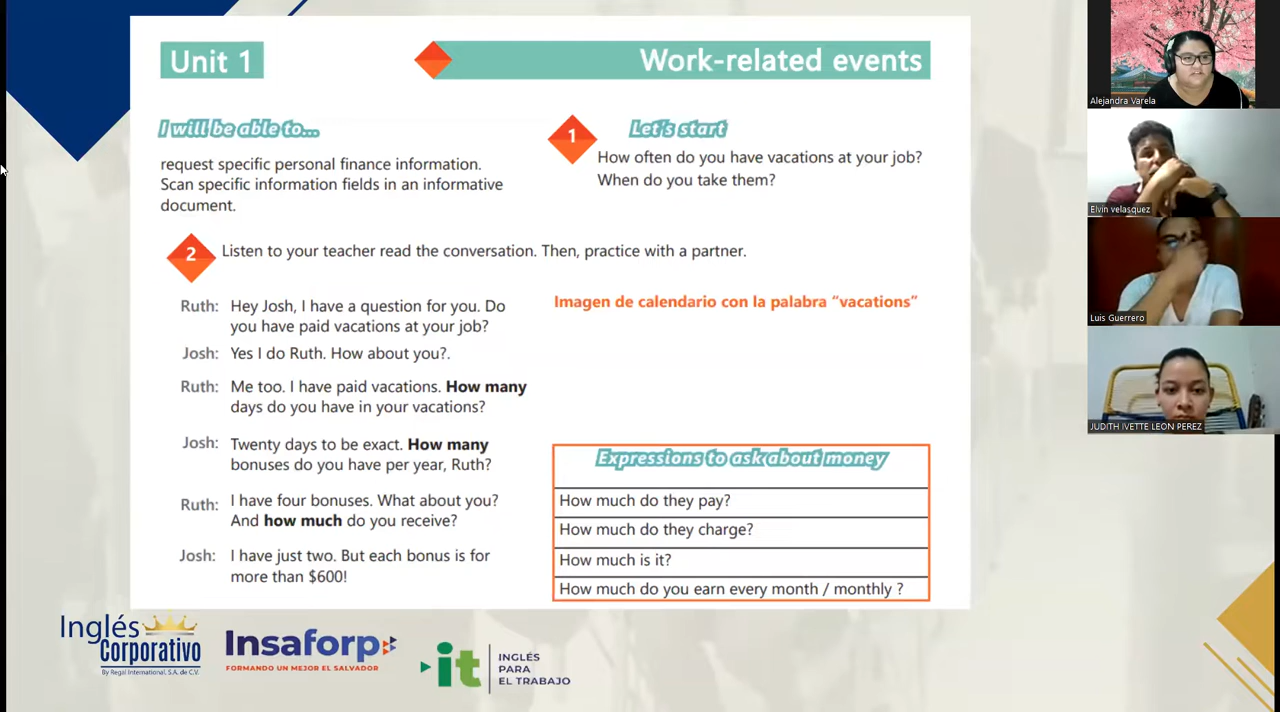 Unit 1
Work-related events
I will be able to...
request specific personal finance information.
Scan specific information fields in an informative
document.
1
Let's start
How often do you have vacations at your job?
When do you take them?
2
Listen to your teacher read the conversation. Then, practice with a partner.
Ruth: Hey Josh, I have a question for you. Do
you have paid vacations at your job?
Josh: Yes I do Ruth. How about you?.
Ruth: Me too. I have paid vacations. How many
days do you have in your vacations?
Josh: Twenty days to be exact. How many
bonuses do you have per year, Ruth?
Ruth: I have four bonuses. What about you?
And how much do you receive?
Josh: I have just two. But each bonus is for
more than $600!
Imagen de calendario con la palabra “vacations”
Expressions to ask about money
How much do they pay?
How much do they charge?
How much is it?
How much do you earn every month / monthly ?
Inglés
Corporativo
By Regal International, S.A. de C.V.
Insaforp
FORMANDO UN MEJOR EL SALVADOR
it
INGLÉS
PARA
EL TRABAJO
Alejandra Varela
Elvin velasquez
Luis Guerrero
JUDITH IVETTE LEON PEREZ